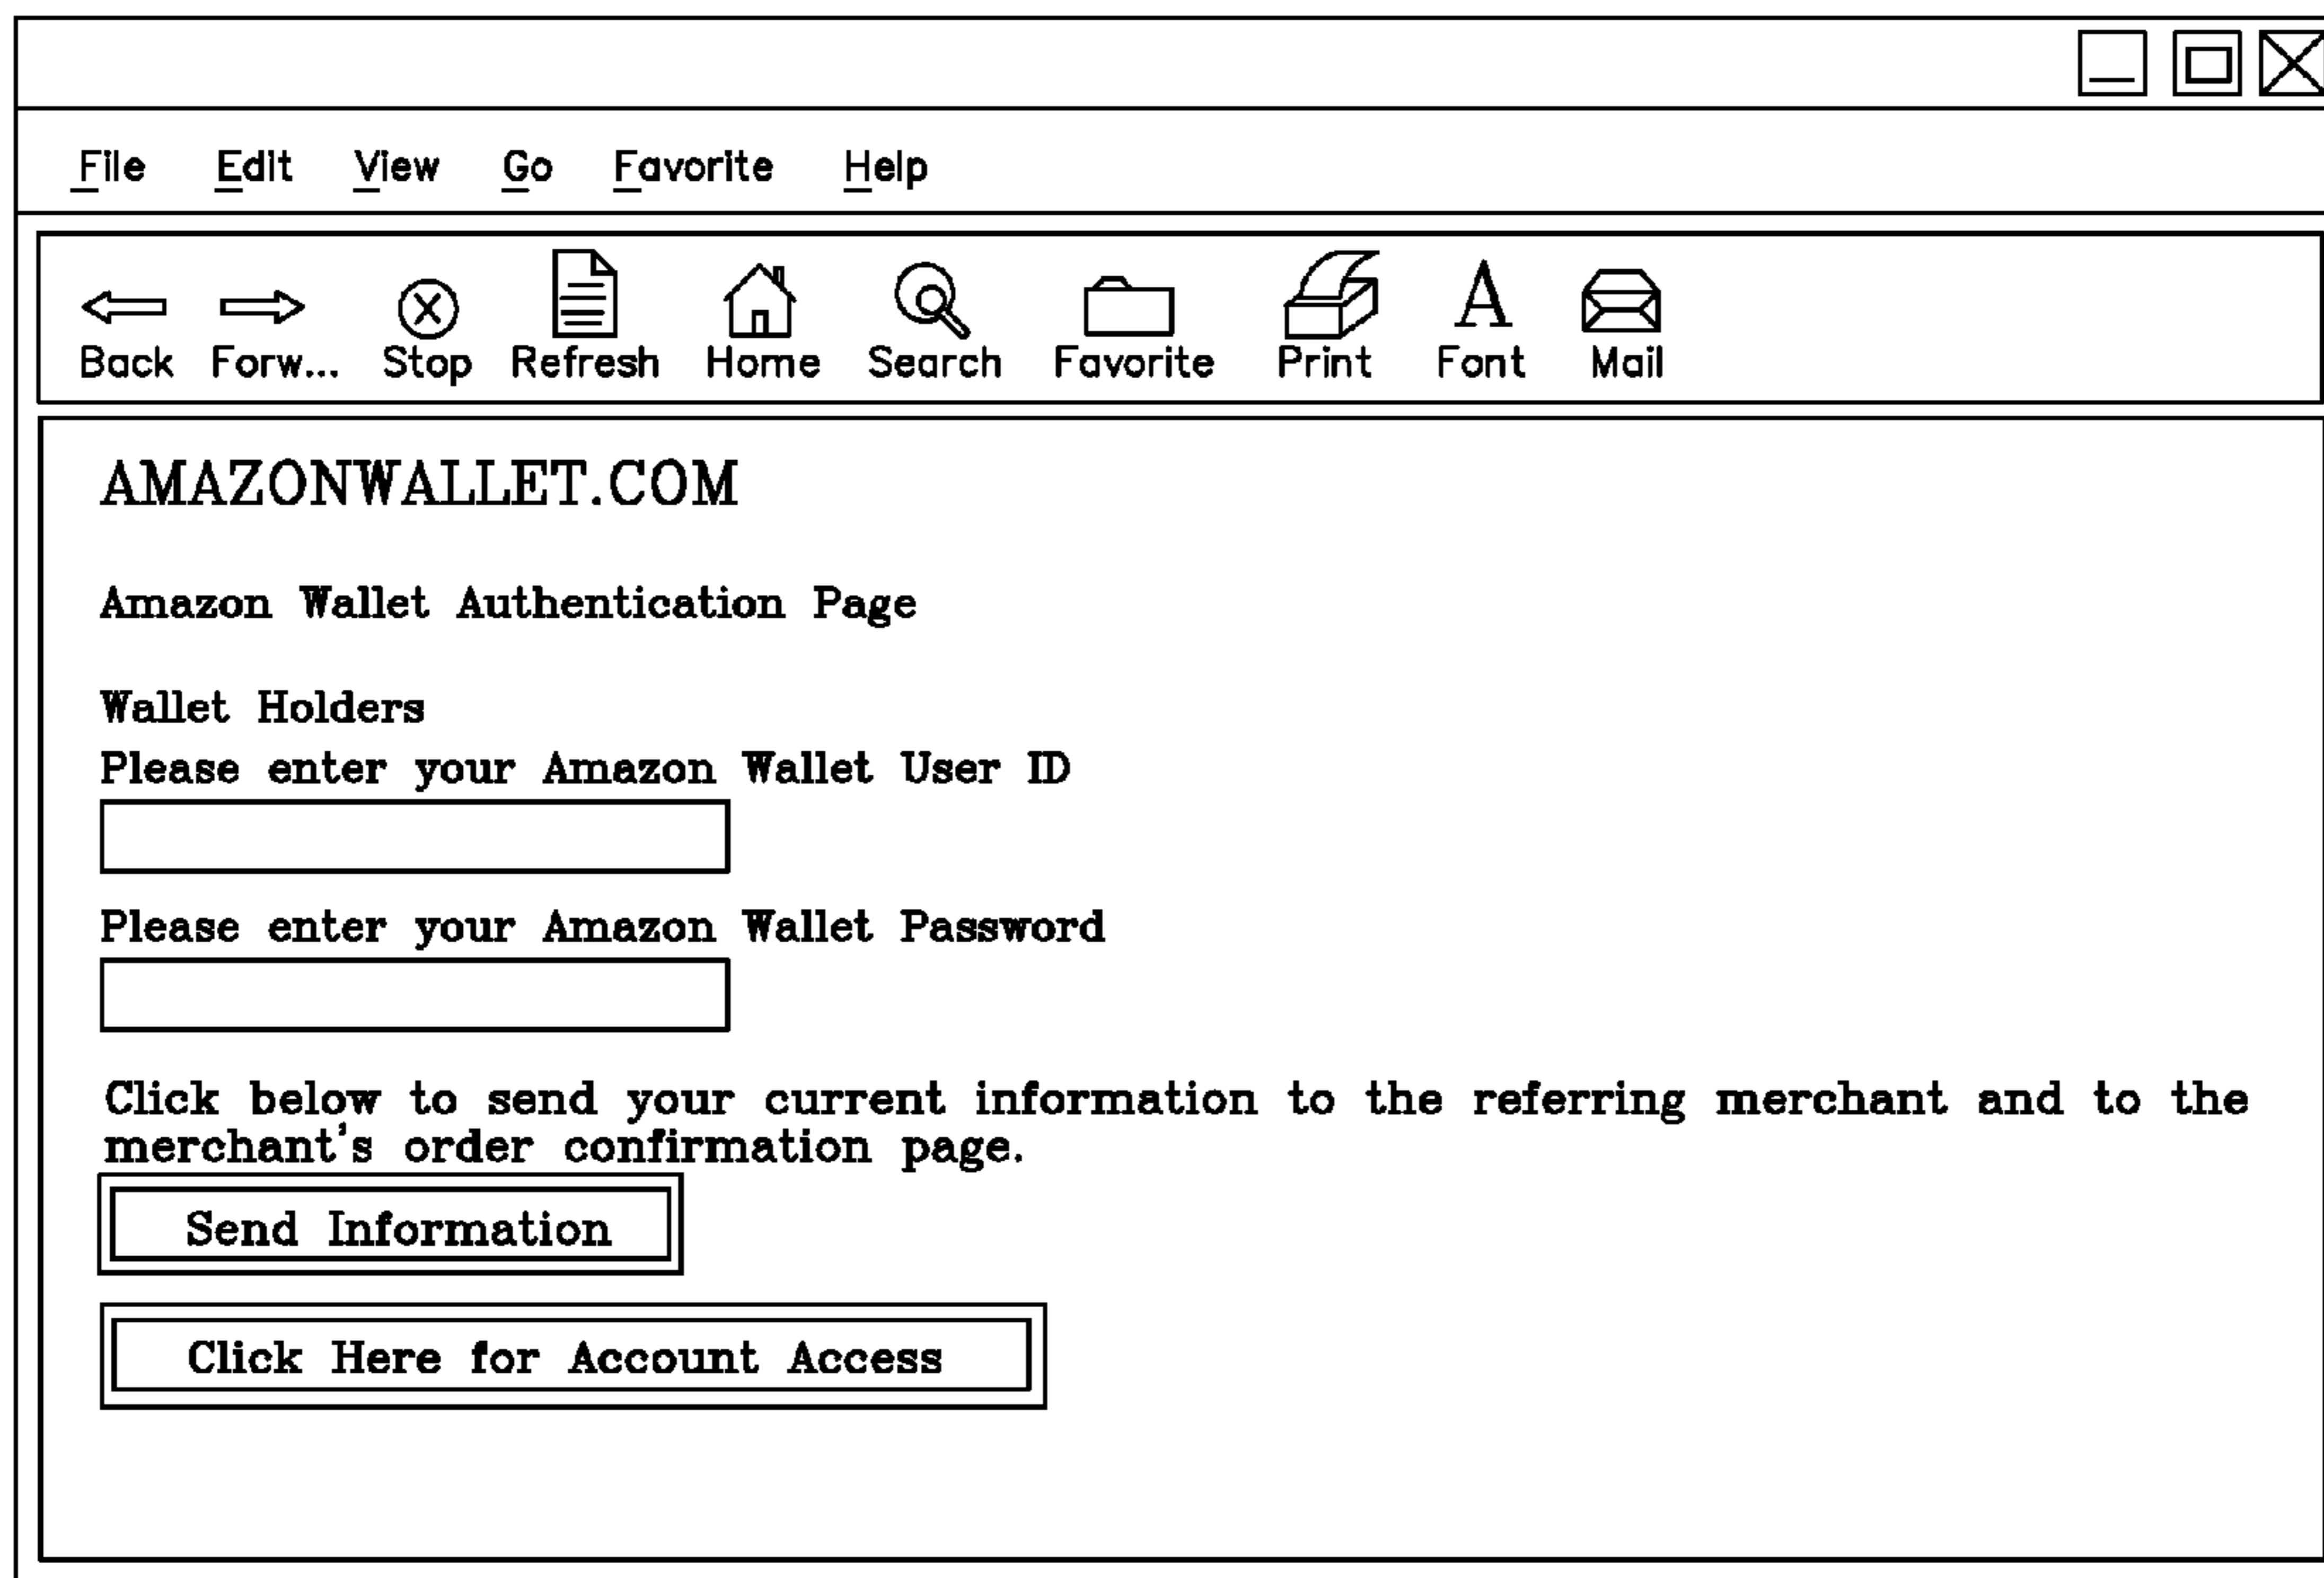 File Edit View Go Favorite Help
Back Forw... Stop Refresh Home Search Favorite Print Font Mail
AMAZONWALLET.COM
Amazon Wallet Authentication Page
Wallet Holders
Please enter your Amazon Wallet User ID
Please enter your Amazon Wallet Password
Click below to send your current information to the referring merchant and to the
merchant's order confirmation page.
Send Information
Click Here for Account Access